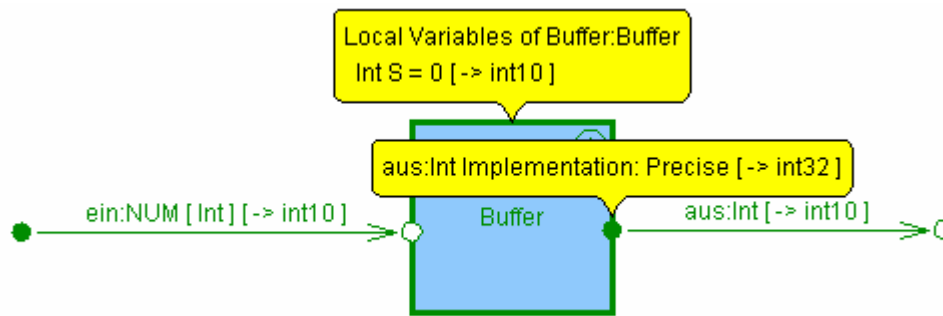 Local Variables of Buffer:Buffer
Int S = 0 [ -> int10 ]
aus:Int Implementation: Precise [ -> int32 ]
ein:NUM [ Int ] [ -> int10 ]
Buffer
aus:Int [ -> int10 ]